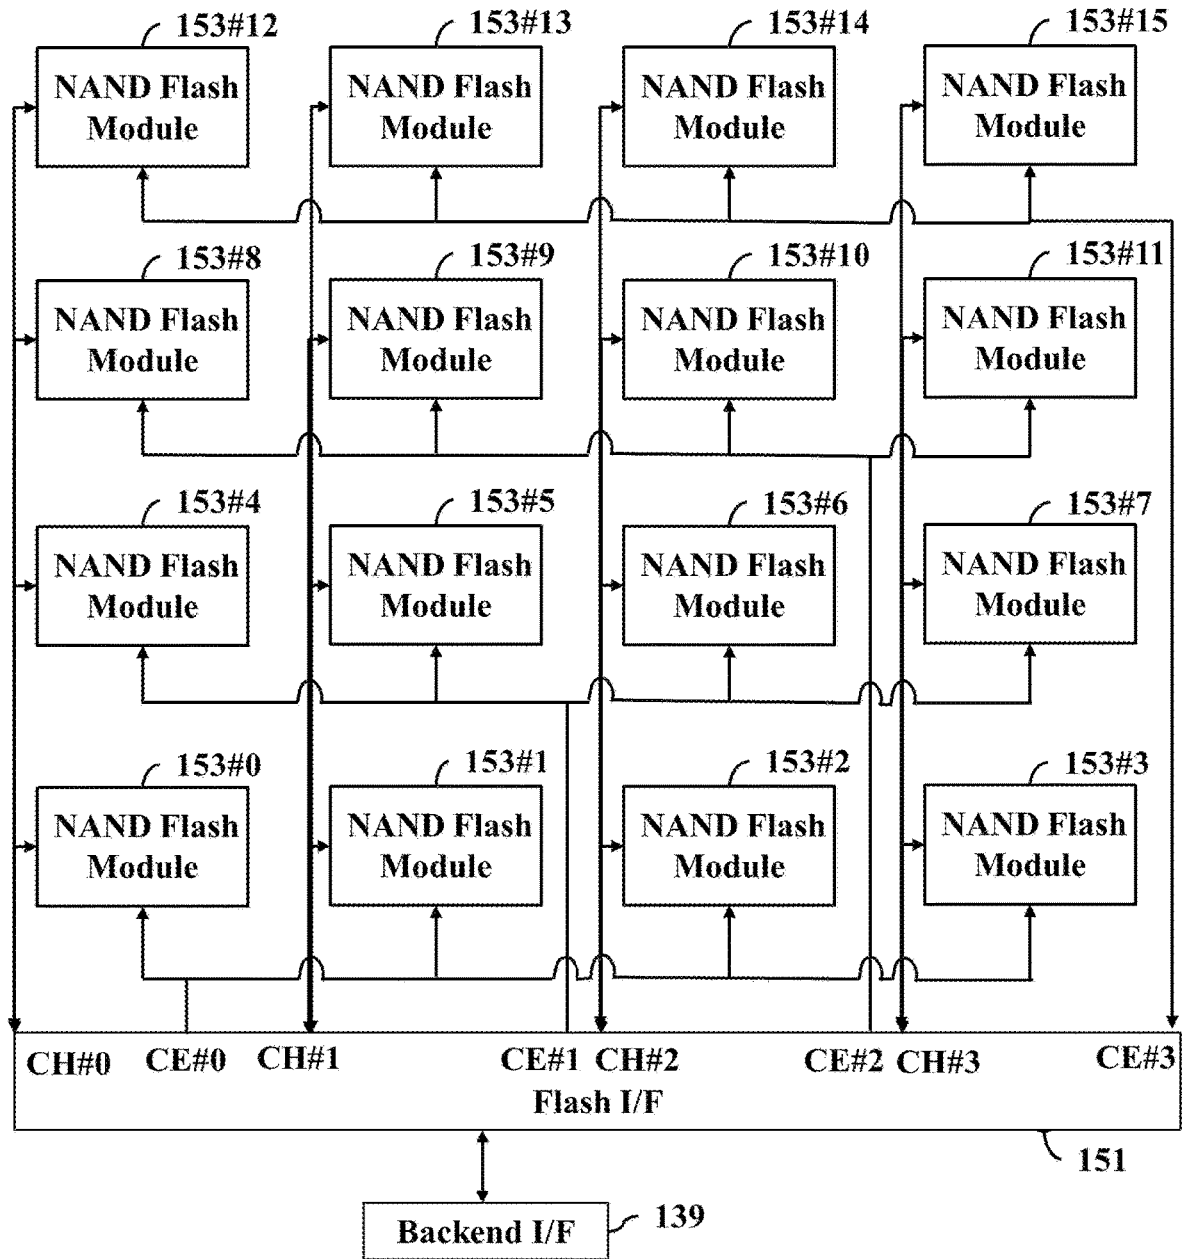 153#12 153#13 153#14 153#15
NAND Flash NAND Flash NAND Flash NAND Flash
Module Module Module Module
153#8 153#9 153#10 153#11
NAND Flash NAND Flash NAND Flash NAND Flash
Module Module Module Module
153#4 153#5 153#6 153#7
NAND Flash NAND Flash NAND Flash NAND Flash
Module Module Module Module
153#0 153#1 153#2 153#3
NAND Flash NAND Flash NAND Flash NAND Flash
Module Module Module Module
CH#0 CE#0 CH#1 CE#1 CH#2 CE#2 CH#3 CE#3
Flash I/F
151
Backend I/F 139